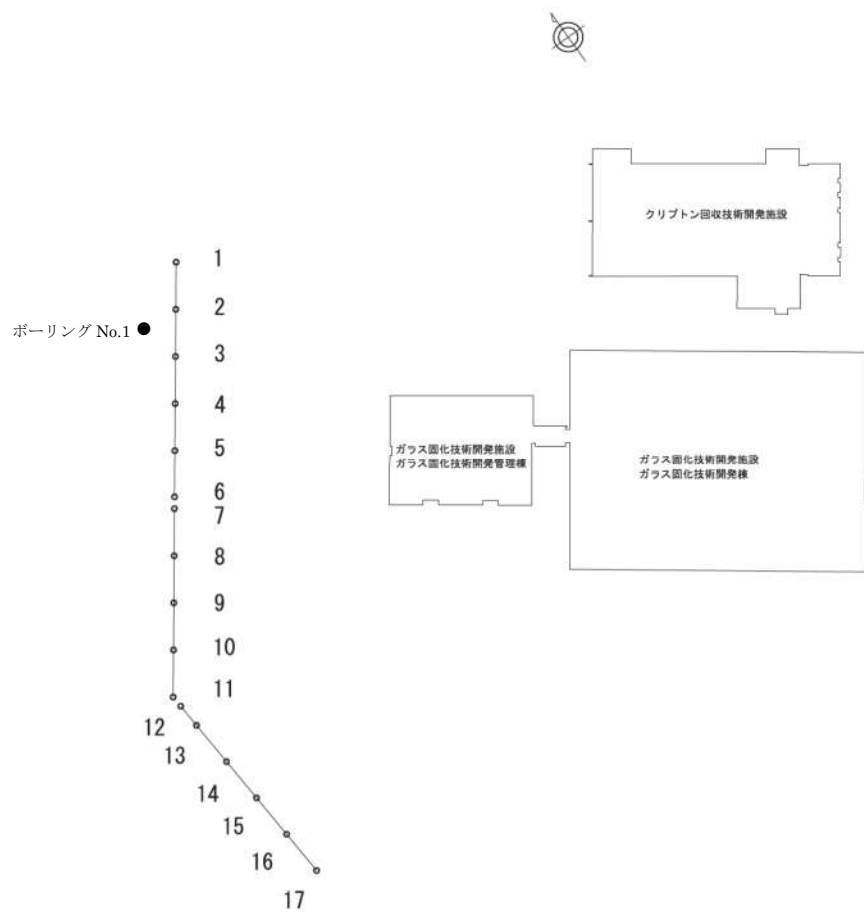 クリプトン回収技術開発施設
1
2
ボーリング No.1
3
4
5
ガラス固化技術開発施設
ガラス固化技術開発管理棟
ガラス固化技術開発施設
ガラス固化技術開発棟
6
7
8
9
10
11
12
13
14
15
16
17